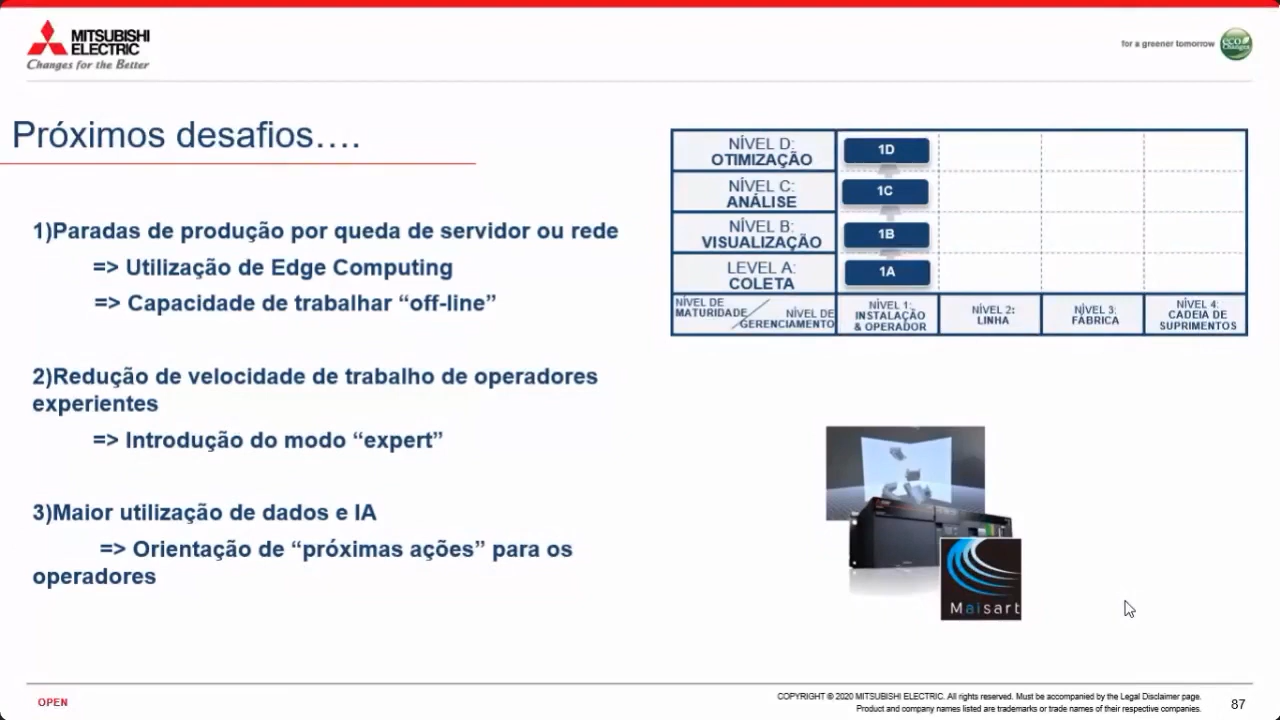 MITSUBISHI
ELECTRIC
Changes for the Better
for a greener tomorrow
eco
Changes
Próximos desafios….
1)Paradas de produção por queda de servidor ou rede
=> Utilização de Edge Computing
=> Capacidade de trabalhar “off-line”
2)Redução de velocidade de trabalho de operadores
experientes
=> Introdução do modo “expert”
3)Maior utilização de dados e IA
=> Orientação de “próximas ações” para os
operadores
NÍVEL D:
OTIMIZAÇÃO
1D
NÍVEL C:
ANÁLISE
1C
NÍVEL B:
VISUALIZAÇÃO
1B
LEVEL A:
COLETA
1A
NÍVEL DE
MATURIDADE
NÍVEL DE
GERENCIAMENTO
NÍVEL 1:
INSTALAÇÃO
& OPERADOR
NÍVEL 2:
LINHA
NÍVEL 3:
FÁBRICA
NÍVEL 4:
CADEIA DE
SUPRIMENTOS
Maisart
OPEN
COPYRIGHT © 2020 MITSUBISHI ELECTRIC. All rights reserved. Must be accompanied by the Legal Disclaimer page.
Product and company names listed are trademarks or trade names of their respective companies.
87